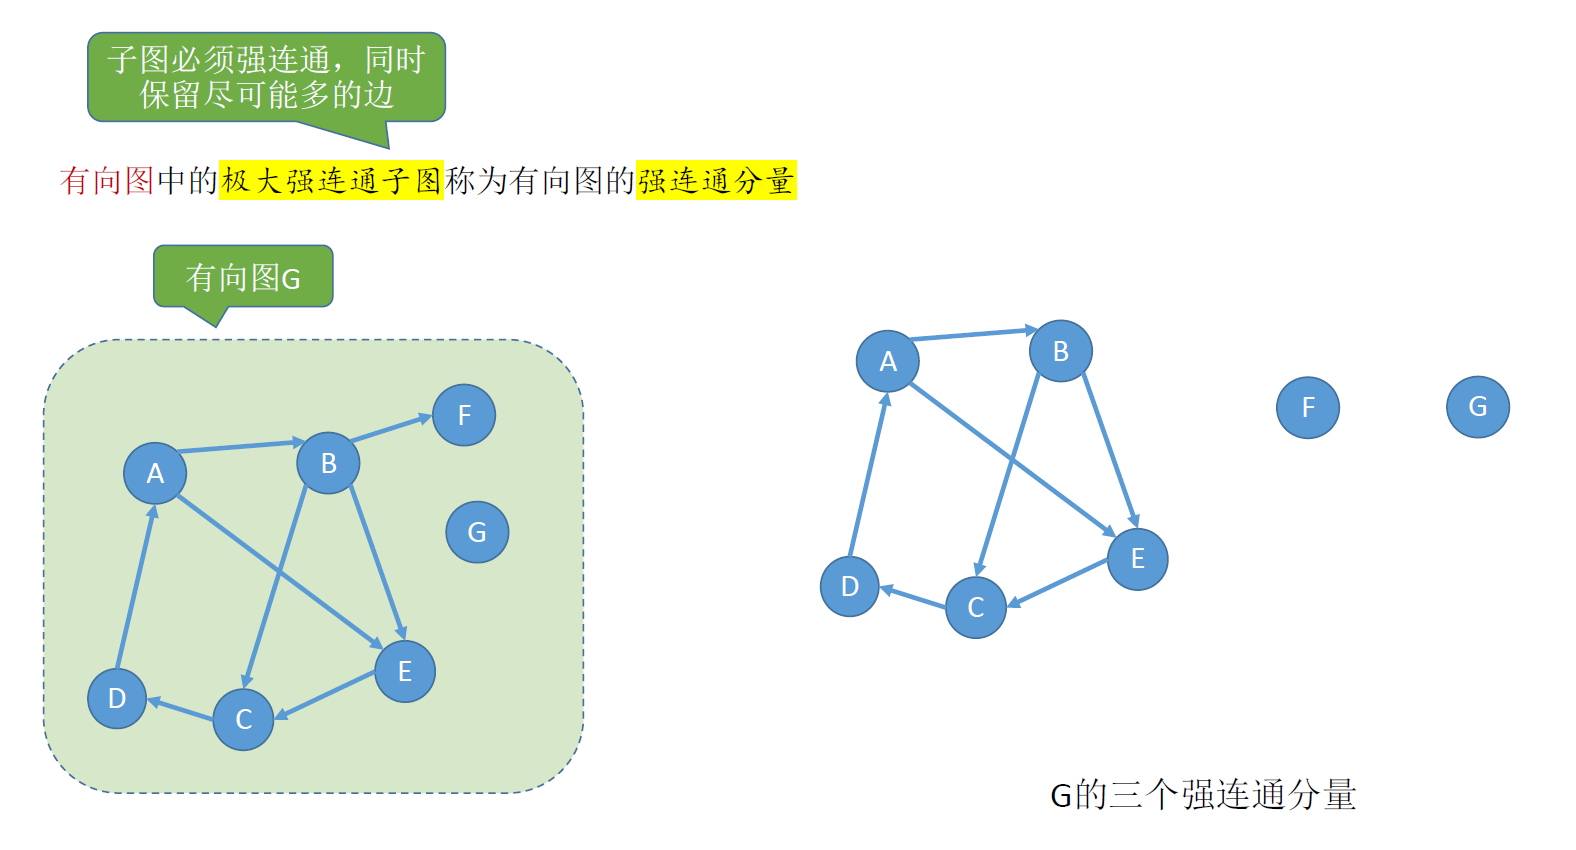 子图必须强连通，同时
保留尽可能多的边
有向图中的极大强连通子图称为有向图的强连通分量
有向图G
F
A
B
G
E
D
C
A
B
F
G
E
D
C
G的三个强连通分量